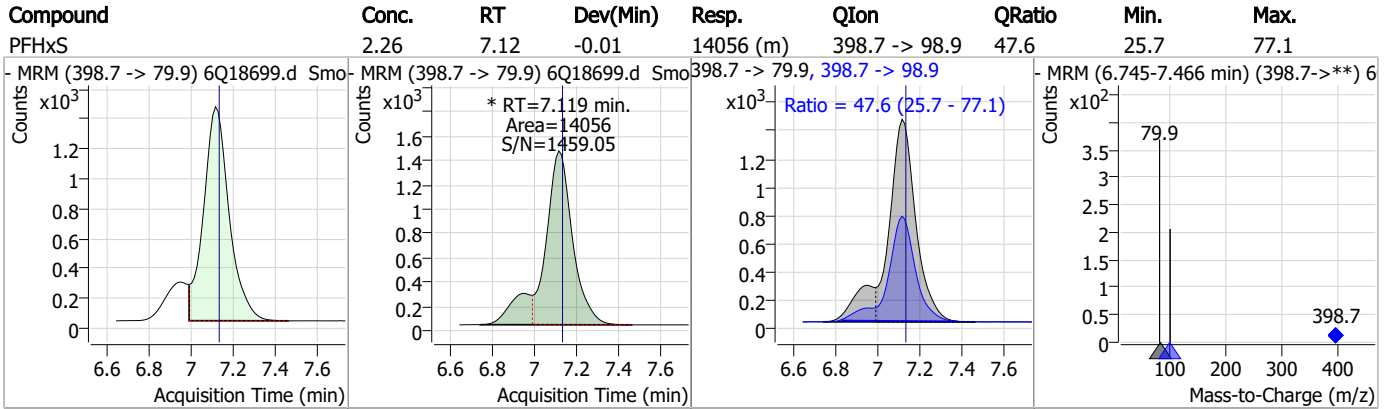 Compound Conc. RT Dev(Min) Resp. QIon QRatio Min. Max.
PFHxS 2.26 7.12 -0.01 14056 (m) 398.7 -> 98.9 47.6 25.7 77.1
- MRM (398.7 -> 79.9) 6Q18699.d Smo
Counts
x10³
1.2
1
0.8
0.6
0.4
0.2
0
6.6 6.8 7 7.2 7.4 7.6
Acquisition Time (min)
- MRM (398.7 -> 79.9) 6Q18699.d Smo
Counts
x10³
* RT=7.119 min.
Area=14056
S/N=1459.05
1.6
1.4
1.2
1
0.8
0.6
0.4
0.2
0
6.6 6.8 7 7.2 7.4 7.6
Acquisition Time (min)
398.7 -> 79.9, 398.7 -> 98.9
Counts
x10³
Ratio = 47.6 (25.7 - 77.1)
1.2
1
0.8
0.6
0.4
0.2
0
6.6 6.8 7 7.2 7.4 7.6
Acquisition Time (min)
- MRM (6.745-7.466 min) (398.7->**) 6
Counts
x10²
79.9
3.5
3
2.5
2
1.5
1
0.5
0
398.7
100 200 300 400
Mass-to-Charge (m/z)